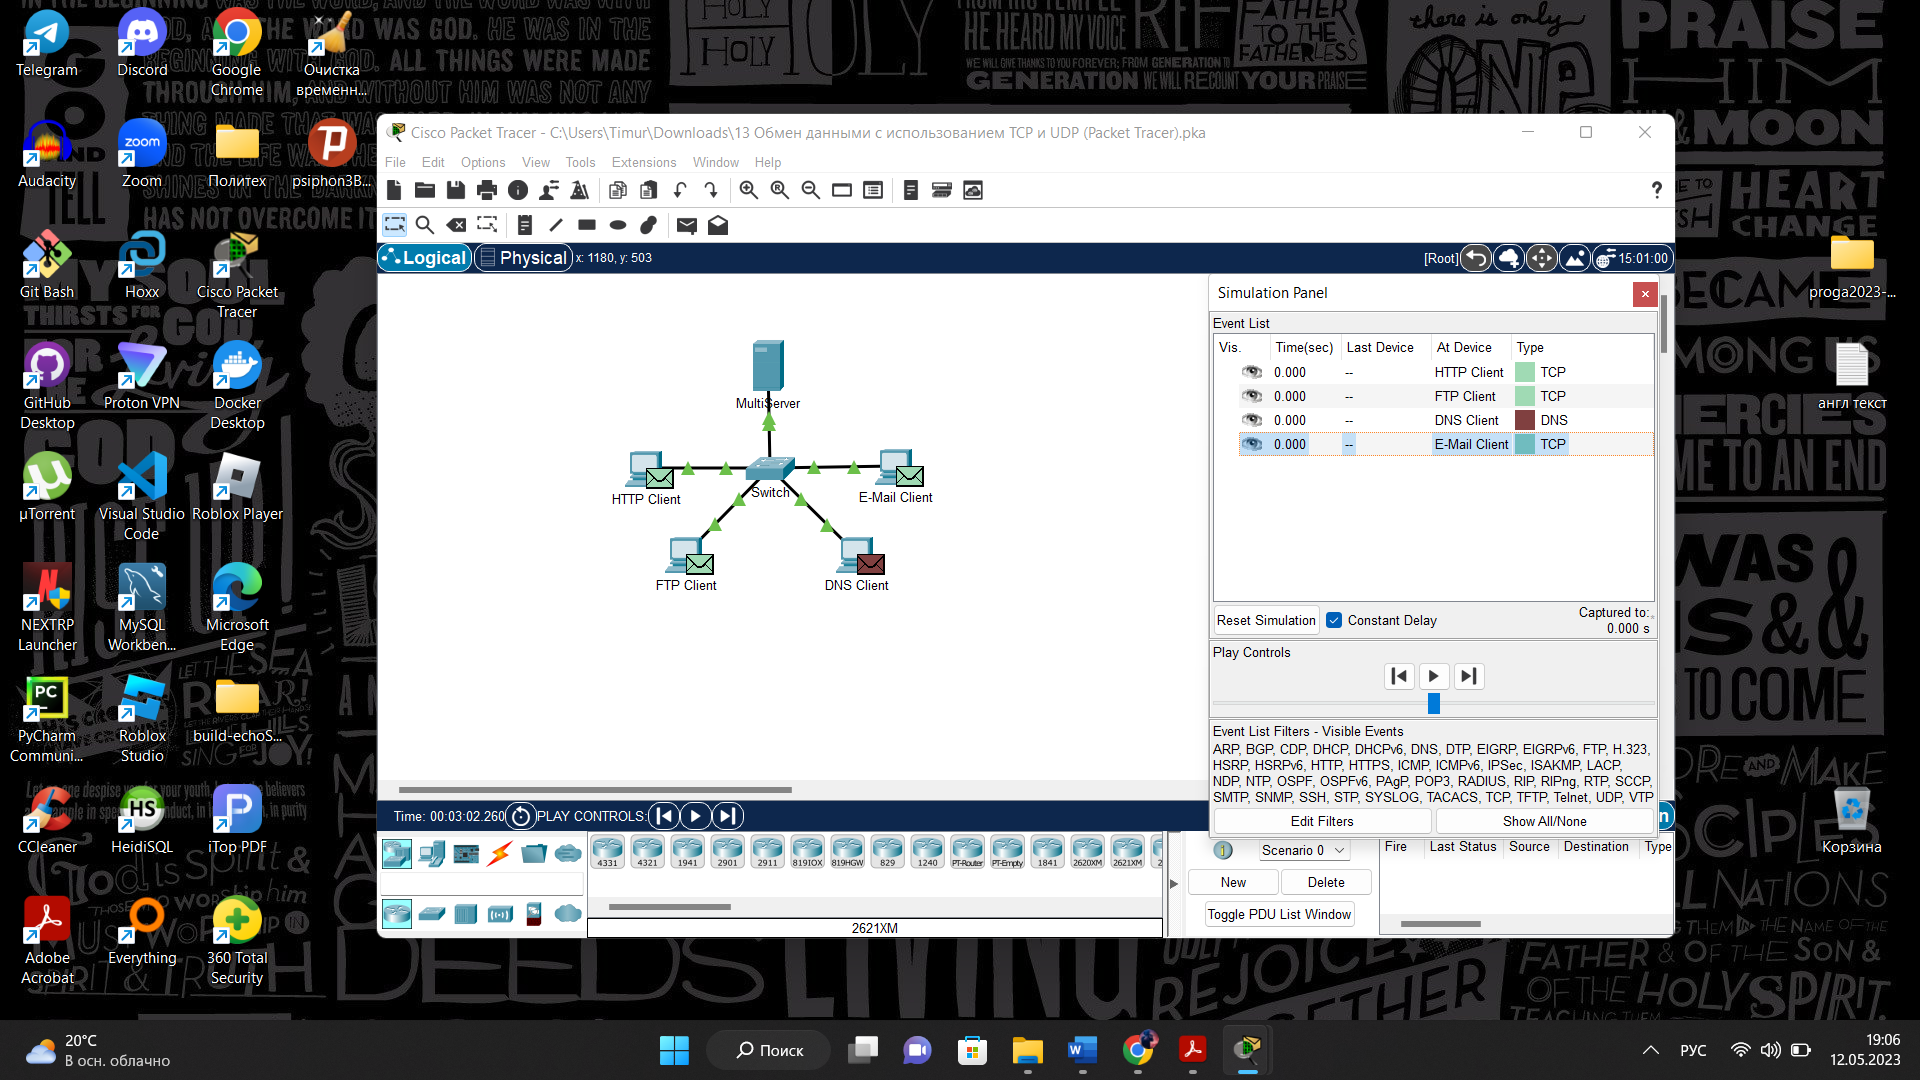 Telegram
Discord
Google Chrome
Очистка временн...
Audacity
Zoom
Политех
psiphon3B...
Git Bash
Hoxx
Cisco Packet Tracer
GitHub Desktop
Proton VPN
Docker Desktop
µTorrent
Visual Studio Code
Roblox Player
NEXTRP Launcher
MySQL Workben...
Microsoft Edge
PyCharm Communi...
Roblox Studio
build-echoS...
CCleaner
HeidiSQL
iTop PDF
Adobe Acrobat
Everything
360 Total Security
Cisco Packet Tracer - C:\Users\Timur\Downloads\13 Обмен данными с использованием TCP и UDP (Packet Tracer).pka
File Edit Options View Tools Extensions Window Help
Logical Physical x: 1180, y: 503
[Root] 15:01:00
MultiServer
HTTP Client
Switch
E-Mail Client
FTP Client
DNS Client
Simulation Panel
Event List
Vis. Time(sec) Last Device At Device Type
0.000 -- HTTP Client TCP
0.000 -- FTP Client TCP
0.000 -- DNS Client DNS
0.000 -- E-Mail Client TCP
Reset Simulation Constant Delay Captured to:
0.000 s
Play Controls
Event List Filters - Visible Events
ARP, BGP, CDP, DHCP, DHCPv6, DNS, DTP, EIGRP, EIGRPv6, FTP, H.323,
HSRP, HSRPv6, HTTP, HTTPS, ICMP, ICMPv6, IPSec, ISAKMP, LACP,
NDP, NTP, OSPF, OSPFv6, PAgP, POP3, RADIUS, RIP, RIPng, RTP, SCCP,
SMTP, SNMP, SSH, STP, SYSLOG, TACACS, TCP, TFTP, Telnet, UDP, VTP
Edit Filters Show All/None
Time: 00:03:02.260 PLAY CONTROLS:
4331 4321 1941 2901 2911 819IOX 819HGW 829 1240 PT-Router PT-Empty 1841 2620XM 2621XM
2621XM
Scenario 0
New Delete
Toggle PDU List Window
Fire Last Status Source Destination Type
proga2023-...
англ текст
Корзина
20°C
В осн. облачно
Поиск
РУС
19:06
12.05.2023